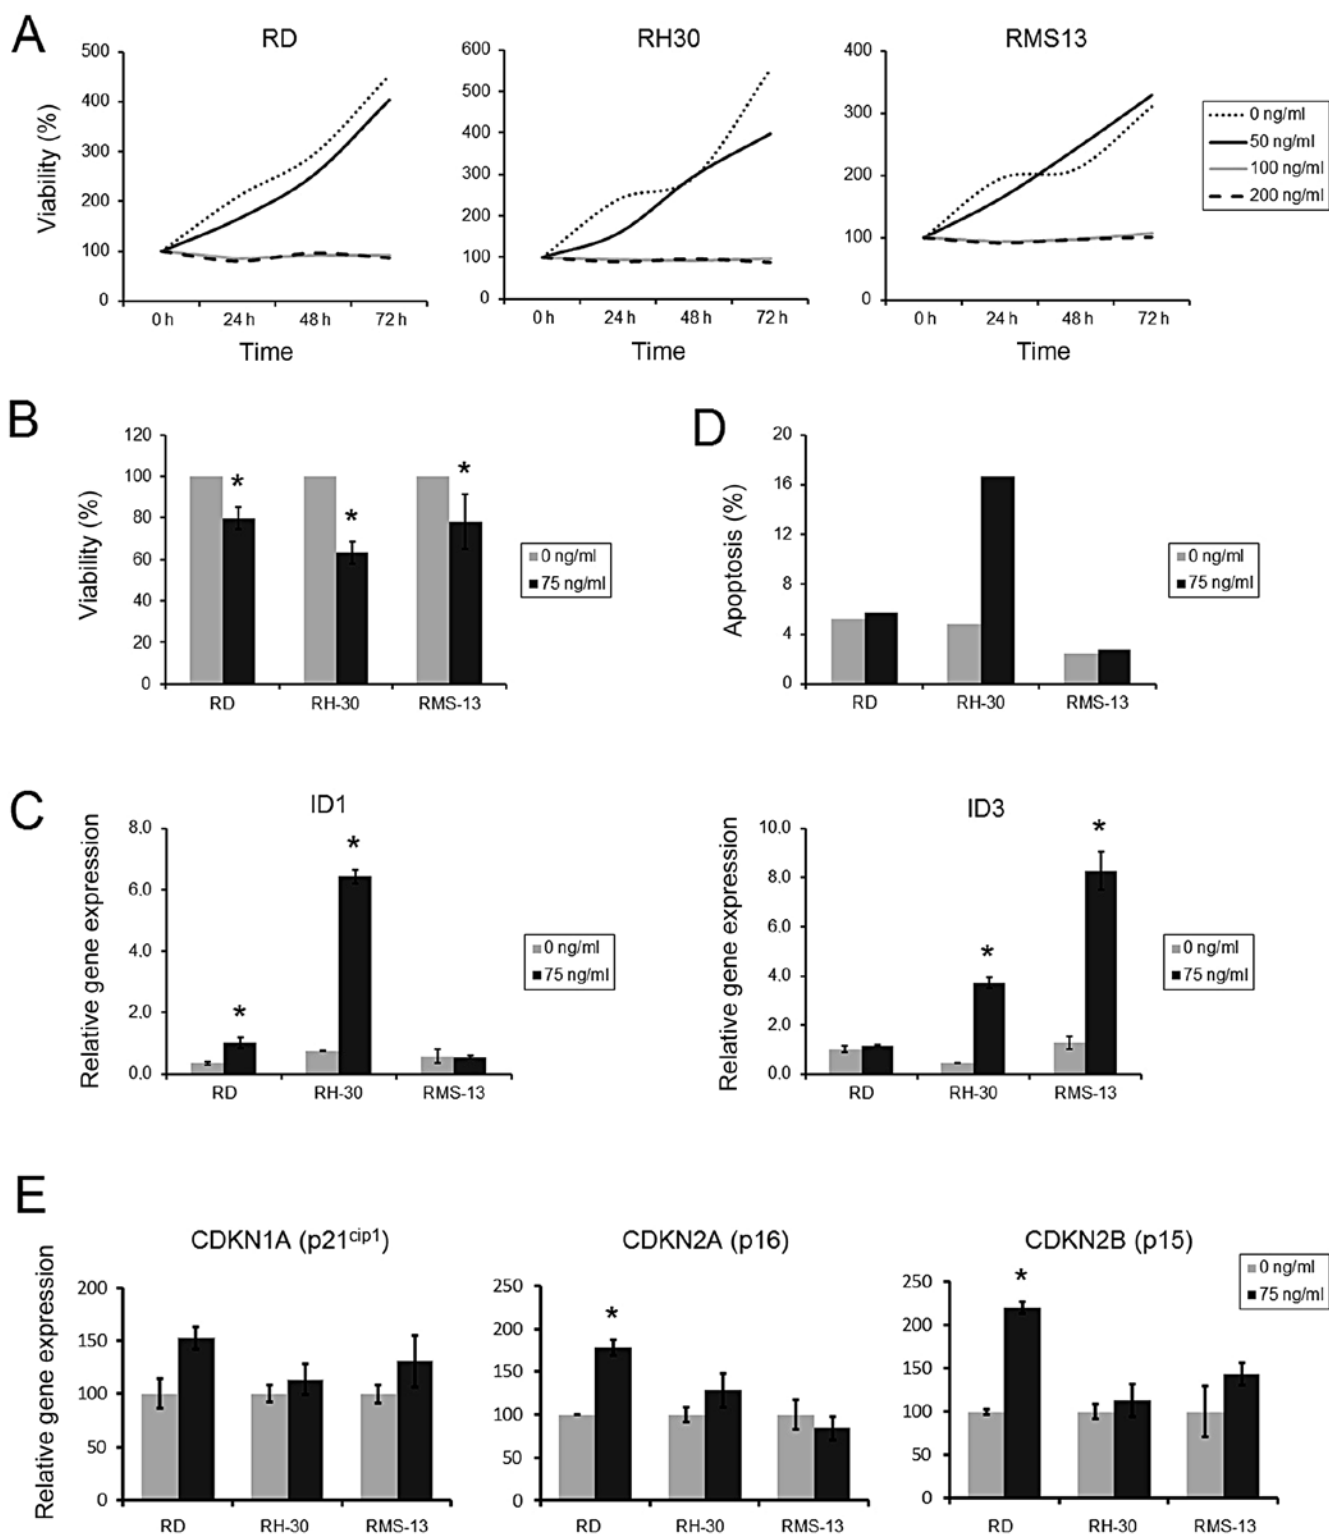 A
RD
RH30
RMS13
Viability (%)
500
400
300
200
100
0
0 h
24 h
48 h
72 h
Time
600
500
400
300
200
100
0
0 h
24 h
48 h
72 h
Time
400
300
200
100
0
0 h
24 h
48 h
72 h
Time
0 ng/ml
50 ng/ml
100 ng/ml
200 ng/ml
B
Viability (%)
120
100
80
60
40
20
0
*
*
*
RD
RH-30
RMS-13
0 ng/ml
75 ng/ml
D
Apoptosis (%)
20
16
12
8
4
0
RD
RH-30
RMS-13
0 ng/ml
75 ng/ml
C
ID1
Relative gene expression
8.0
6.0
4.0
2.0
0.0
*
*
RD
RH-30
RMS-13
0 ng/ml
75 ng/ml
ID3
Relative gene expression
10.0
8.0
6.0
4.0
2.0
0.0
*
*
RD
RH-30
RMS-13
0 ng/ml
75 ng/ml
E
CDKN1A (p21cip1)
Relative gene expression
200
150
100
50
0
RD
RH-30
RMS-13
CDKN2A (p16)
250
200
150
100
50
0
*
RD
RH-30
RMS-13
CDKN2B (p15)
250
200
150
100
50
0
*
RD
RH-30
RMS-13
0 ng/ml
75 ng/ml